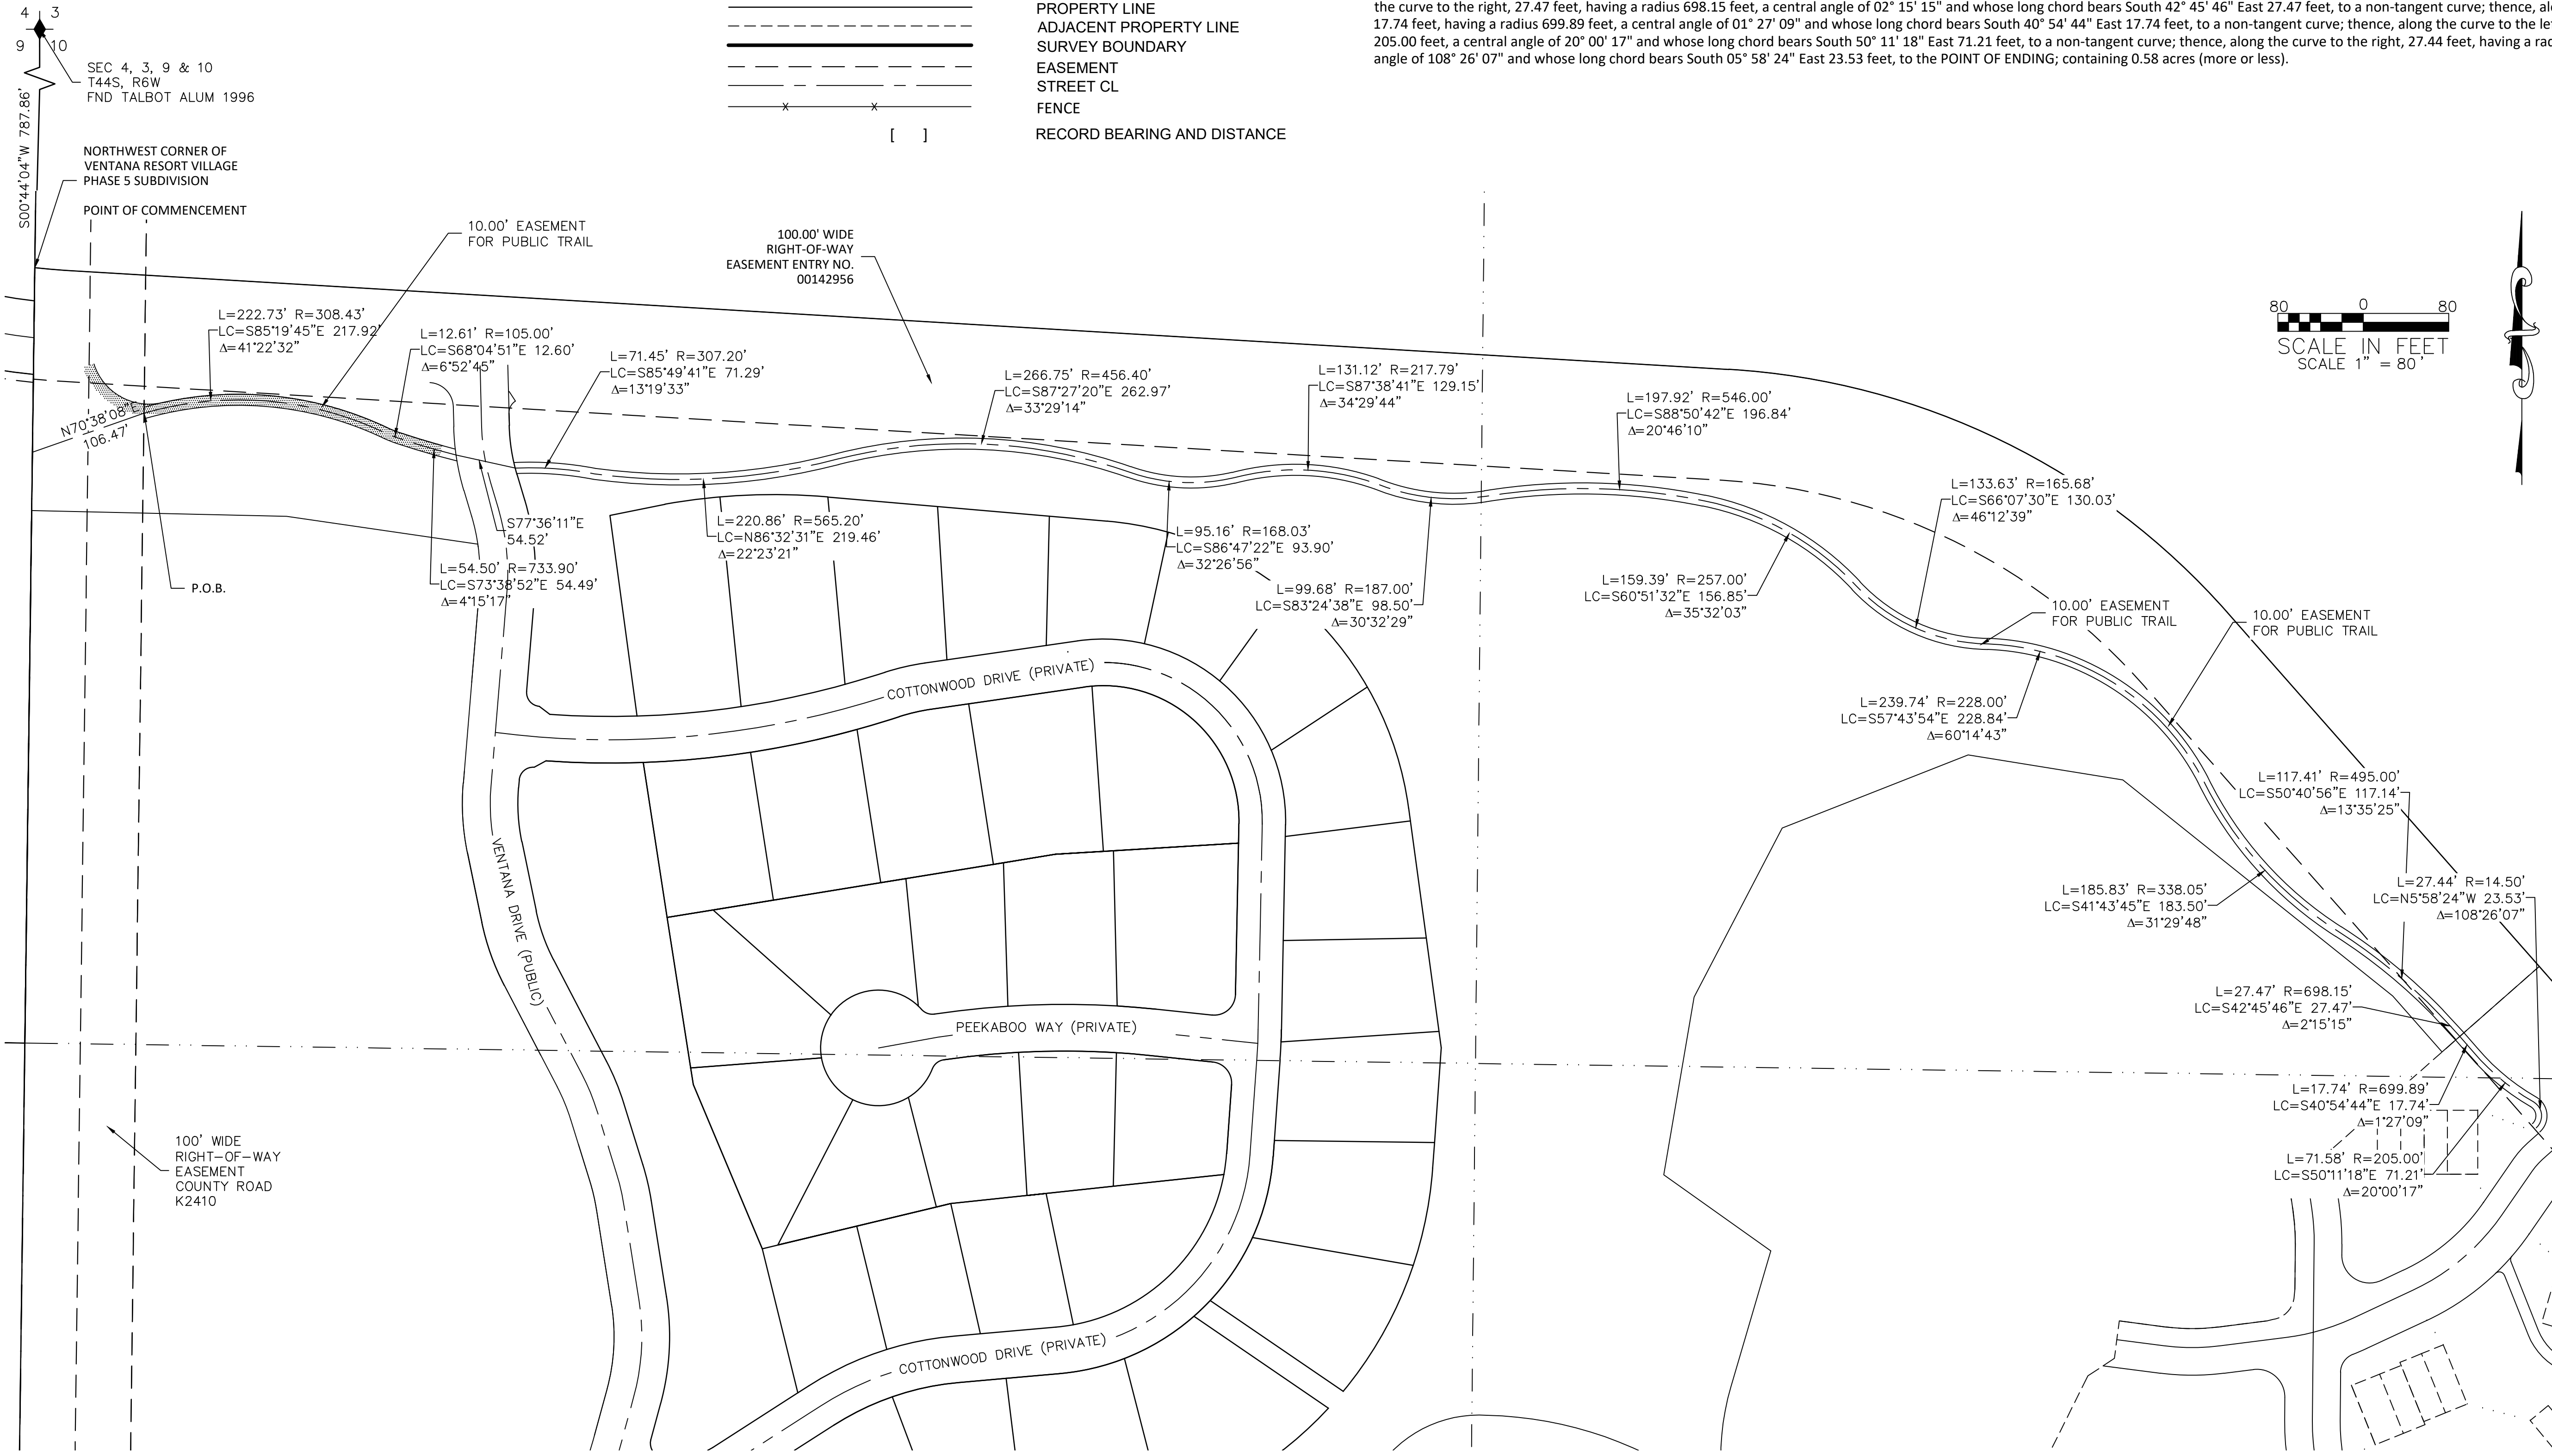 4 3
9 10
SEC 4, 3, 9 & 10
T44S, R6W
FND TALBOT ALUM 1996
S00°44'04"W 787.86'
NORTHWEST CORNER OF
VENTANA RESORT VILLAGE
PHASE 5 SUBDIVISION
POINT OF COMMENCEMENT
PROPERTY LINE
ADJACENT PROPERTY LINE
SURVEY BOUNDARY
EASEMENT
STREET CL
X X
FENCE
[ ]
RECORD BEARING AND DISTANCE
the curve to the right, 27.47 feet, having a radius 698.15 feet, a central angle of 02° 15' 15" and whose long chord bears South 42° 45' 46" East 27.47 feet, to a non-tangent curve; thence,
17.74 feet, having a radius 699.89 feet, a central angle of 01° 27' 09" and whose long chord bears South 40° 54' 44" East 17.74 feet, to a non-tangent curve; thence, along the curve to the
205.00 feet, a central angle of 20° 00' 17" and whose long chord bears South 50° 11' 18" East 71.21 feet, to a non-tangent curve; thence, along the curve to the right, 27.44 feet, having a
angle of 108° 26' 07" and whose long chord bears South 05° 58' 24" East 23.53 feet, to the POINT OF ENDING; containing 0.58 acres (more or less).
10.00' EASEMENT
FOR PUBLIC TRAIL
100.00' WIDE
RIGHT-OF-WAY
EASEMENT ENTRY NO.
00142956
80 0 80
SCALE IN FEET
SCALE 1" = 80'
L=222.73' R=308.43'
LC=S85°19'45"E 217.92'
Δ=41°22'32"
L=12.61' R=105.00'
LC=S68°04'51"E 12.60'
Δ=6°52'45"
L=71.45' R=307.20'
LC=S85°49'41"E 71.29'
Δ=13°19'33"
L=266.75' R=456.40'
LC=S87°27'20"E 262.97'
Δ=33°29'14"
L=131.12' R=217.79'
LC=S87°38'41"E 129.15'
Δ=34°29'44"
L=197.92' R=546.00'
LC=S88°50'42"E 196.84'
Δ=20°46'10"
N70°38'08"E
106.47'
L=133.63' R=165.68'
LC=S66°07'30"E 130.03'
Δ=46°12'39"
S77°36'11"E
54.52'
L=220.86' R=565.20'
LC=N86°32'31"E 219.46'
Δ=22°23'21"
L=95.16' R=168.03'
LC=S86°47'22"E 93.90'
Δ=32°26'56"
L=54.50' R=733.90'
LC=S73°38'52"E 54.49'
Δ=4°15'17"
P.O.B.
L=99.68' R=187.00'
LC=S83°24'38"E 98.50'
Δ=30°32'29"
L=159.39' R=257.00'
LC=S60°51'32"E 156.85'
Δ=35°32'03"
10.00' EASEMENT
FOR PUBLIC TRAIL
10.00' EASEMENT
FOR PUBLIC TRAIL
COTTONWOOD DRIVE (PRIVATE)
L=239.74' R=228.00'
LC=S57°43'54"E 228.84'
Δ=60°14'43"
L=117.41' R=495.00'
LC=S50°40'56"E 117.14'
Δ=13°35'25"
VENTANA DRIVE (PUBLIC)
L=185.83' R=338.05'
LC=S41°43'45"E 183.50'
Δ=31°29'48"
L=27.44' R=14.50'
LC=N5°58'24"W 23.53'
Δ=108°26'07"
L=27.47' R=698.15'
LC=S42°45'46"E 27.47'
Δ=2°15'15"
PEEKABOO WAY (PRIVATE)
L=17.74' R=699.89'
LC=S40°54'44"E 17.74'
Δ=1°27'09"
100' WIDE
RIGHT-OF-WAY
EASEMENT
COUNTY ROAD
K2410
L=71.58' R=205.00'
LC=S50°11'18"E 71.21'
Δ=20°00'17"
COTTONWOOD DRIVE (PRIVATE)